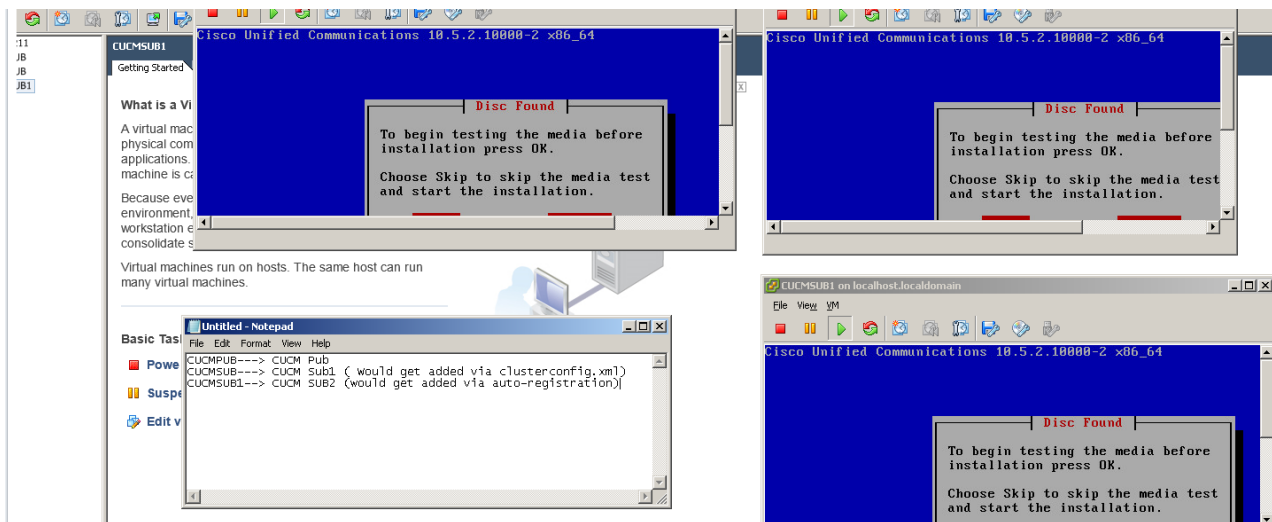 :11
JB
JB
JB1
CUCMSUB1
Getting Started
What is a Vi
A virtual mac
physical com
applications.
machine is ca
Because eve
environment,
workstation e
consolidate s
Virtual machines run on hosts. The same host can run
many virtual machines.
Basic Tas
Powe
Suspe
Edit v
Cisco Unified Communications 10.5.2.10000-2 x86_64
Disc Found
To begin testing the media before
installation press OK.
Choose Skip to skip the media test
and start the installation.
Cisco Unified Communications 10.5.2.10000-2 x86_64
Disc Found
To begin testing the media before
installation press OK.
Choose Skip to skip the media test
and start the installation.
Untitled - Notepad
File Edit Format View Help
CUCMPUB---> CUCM Pub
CUCMSUB---> CUCM Sub1 ( would get added via clusterconfig.xml)
CUCMSUB1--> CUCM SUB2 (would get added via auto-registration)
CUCMSUB1 on localhost.localdomain
File View VM
Cisco Unified Communications 10.5.2.10000-2 x86_64
Disc Found
To begin testing the media before
installation press OK.
Choose Skip to skip the media test
and start the installation.